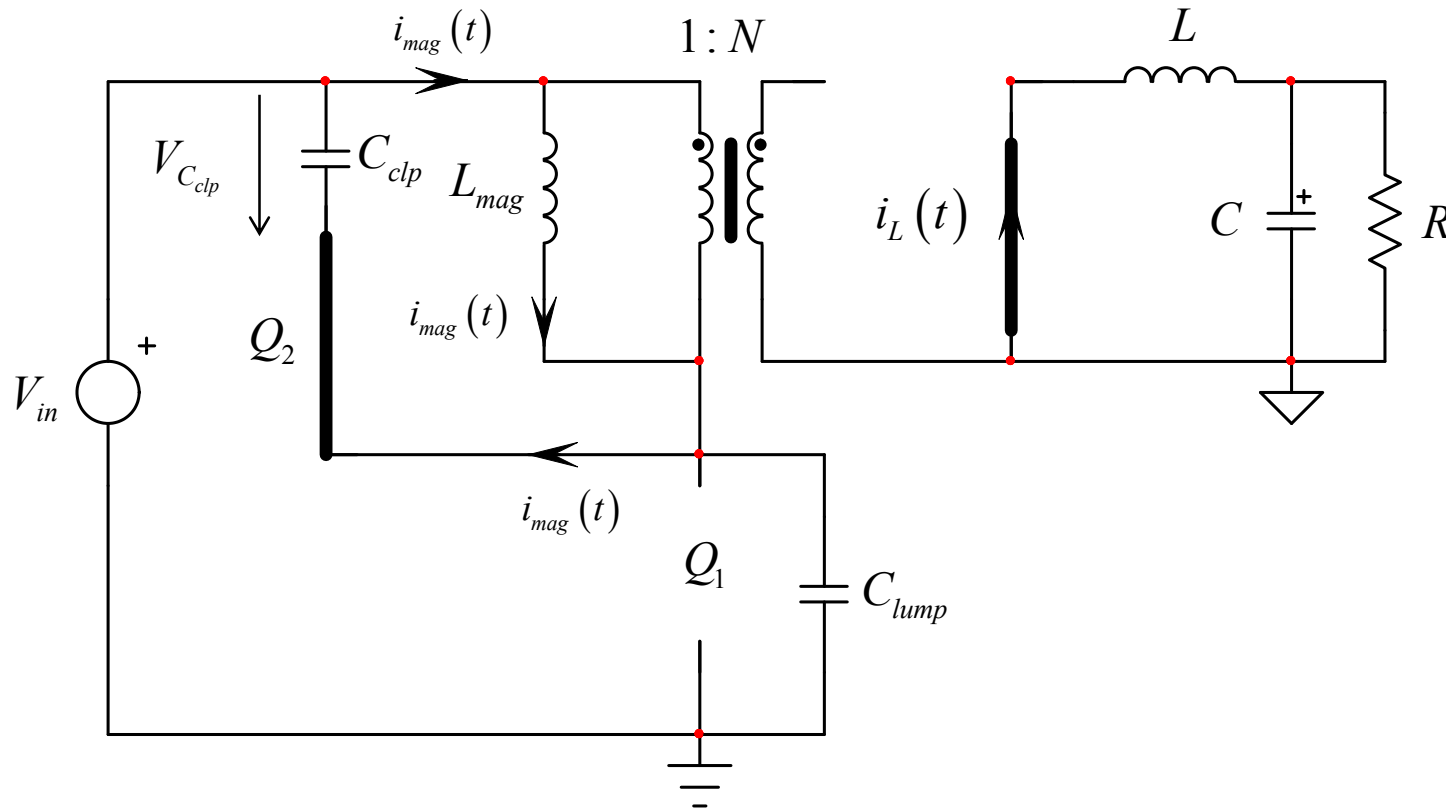 i_mag(t)
1:N
L
V_C_clp
C_clp
L_mag
i_L(t)
C
+
R
i_mag(t)
Q_2
+
V_in
i_mag(t)
Q_1
C_lump